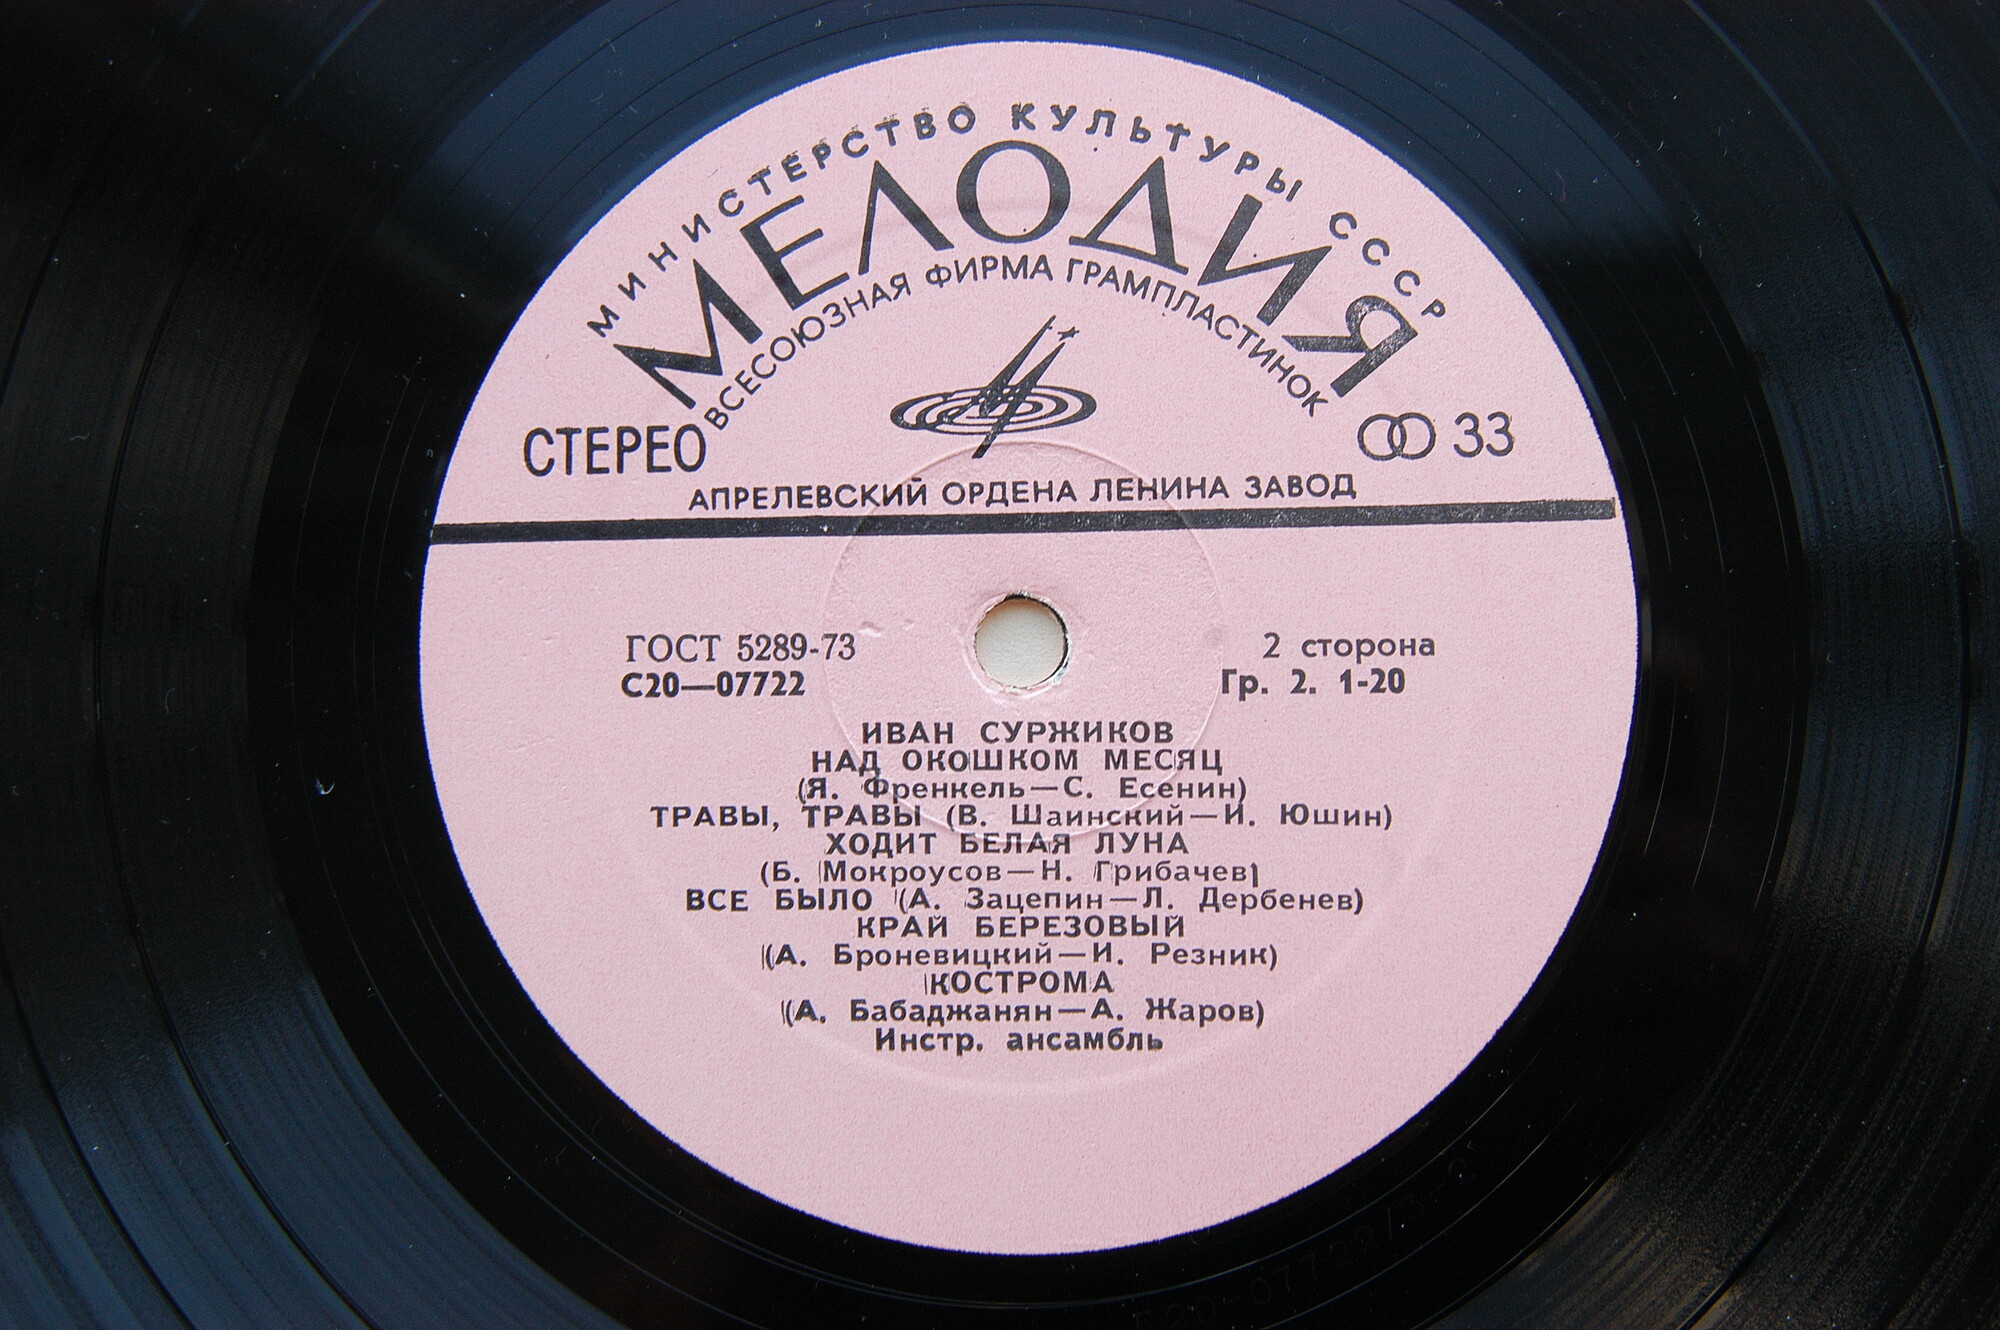 МИНИСТЕРСТВО КУЛЬТУРЫ СССР
МЕЛОДИЯ
ВСЕСОЮЗНАЯ ФИРМА ГРАМПЛАСТИНОК
СТЕРЕО
33
АПРЕЛЕВСКИЙ ОРДЕНА ЛЕНИНА ЗАВОД
ГОСТ 5289-73
2 сторона
С20—07722
Гр. 2. 1-20
ИВАН СУРЖИКОВ
НАД ОКОШКОМ МЕСЯЦ
(Я. Френкель—С. Есенин)
ТРАВЫ, ТРАВЫ (В. Шаинский—И. Юшин)
ХОДИТ БЕЛАЯ ЛУНА
(Б. Мокроусов—Н. Грибачев)
ВСЕ БЫЛО (А. Зацепин—Л. Дербенев)
КРАЙ БЕРЕЗОВЫЙ
(А. Броневицкий—И. Резник)
КОСТРОМА
(А. Бабаджанян—А. Жаров)
Инстр. ансамбль